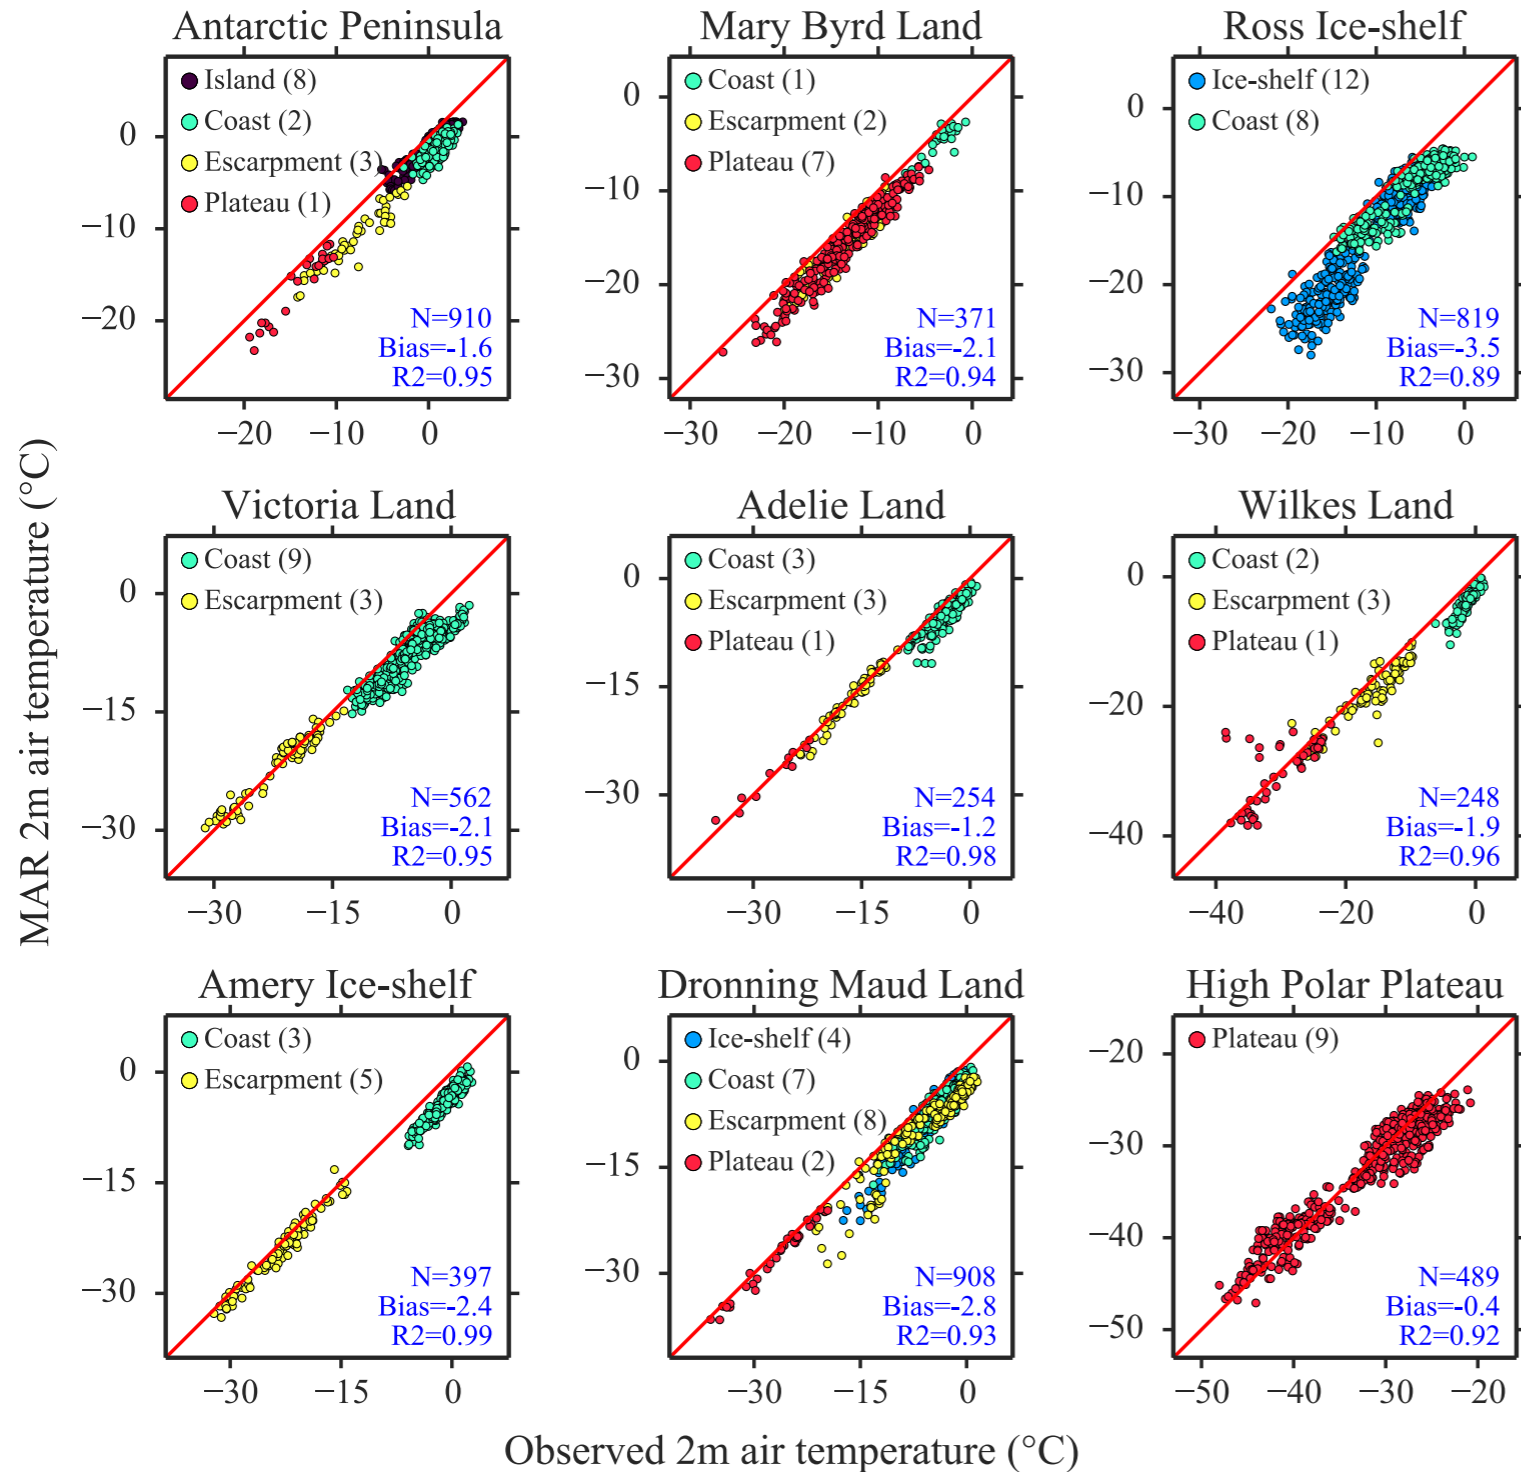 Antarctic Peninsula
Island (8)
Coast (2)
Escarpment (3)
Plateau (1)
N=910
Bias=-1.6
R2=0.95
0
−10
−20
−20 −10 0
Mary Byrd Land
Coast (1)
Escarpment (2)
Plateau (7)
N=371
Bias=-2.1
R2=0.94
0
−10
−20
−30
−30 −20 −10 0
Ross Ice-shelf
Ice-shelf (12)
Coast (8)
N=819
Bias=-3.5
R2=0.89
0
−10
−20
−30
−30 −20 −10 0
MAR 2m air temperature (°C)
Victoria Land
Coast (9)
Escarpment (3)
N=562
Bias=-2.1
R2=0.95
0
−15
−30
−30 −15 0
Adelie Land
Coast (3)
Escarpment (3)
Plateau (1)
N=254
Bias=-1.2
R2=0.98
0
−15
−30
−30 −15 0
Wilkes Land
Coast (2)
Escarpment (3)
Plateau (1)
N=248
Bias=-1.9
R2=0.96
0
−20
−40
−40 −20 0
Amery Ice-shelf
Coast (3)
Escarpment (5)
N=397
Bias=-2.4
R2=0.99
0
−15
−30
−30 −15 0
Dronning Maud Land
Ice-shelf (4)
Coast (7)
Escarpment (8)
Plateau (2)
N=908
Bias=-2.8
R2=0.93
0
−15
−30
−30 −15 0
High Polar Plateau
Plateau (9)
N=489
Bias=-0.4
R2=0.92
−20
−30
−40
−50
−50 −40 −30 −20
Observed 2m air temperature (°C)